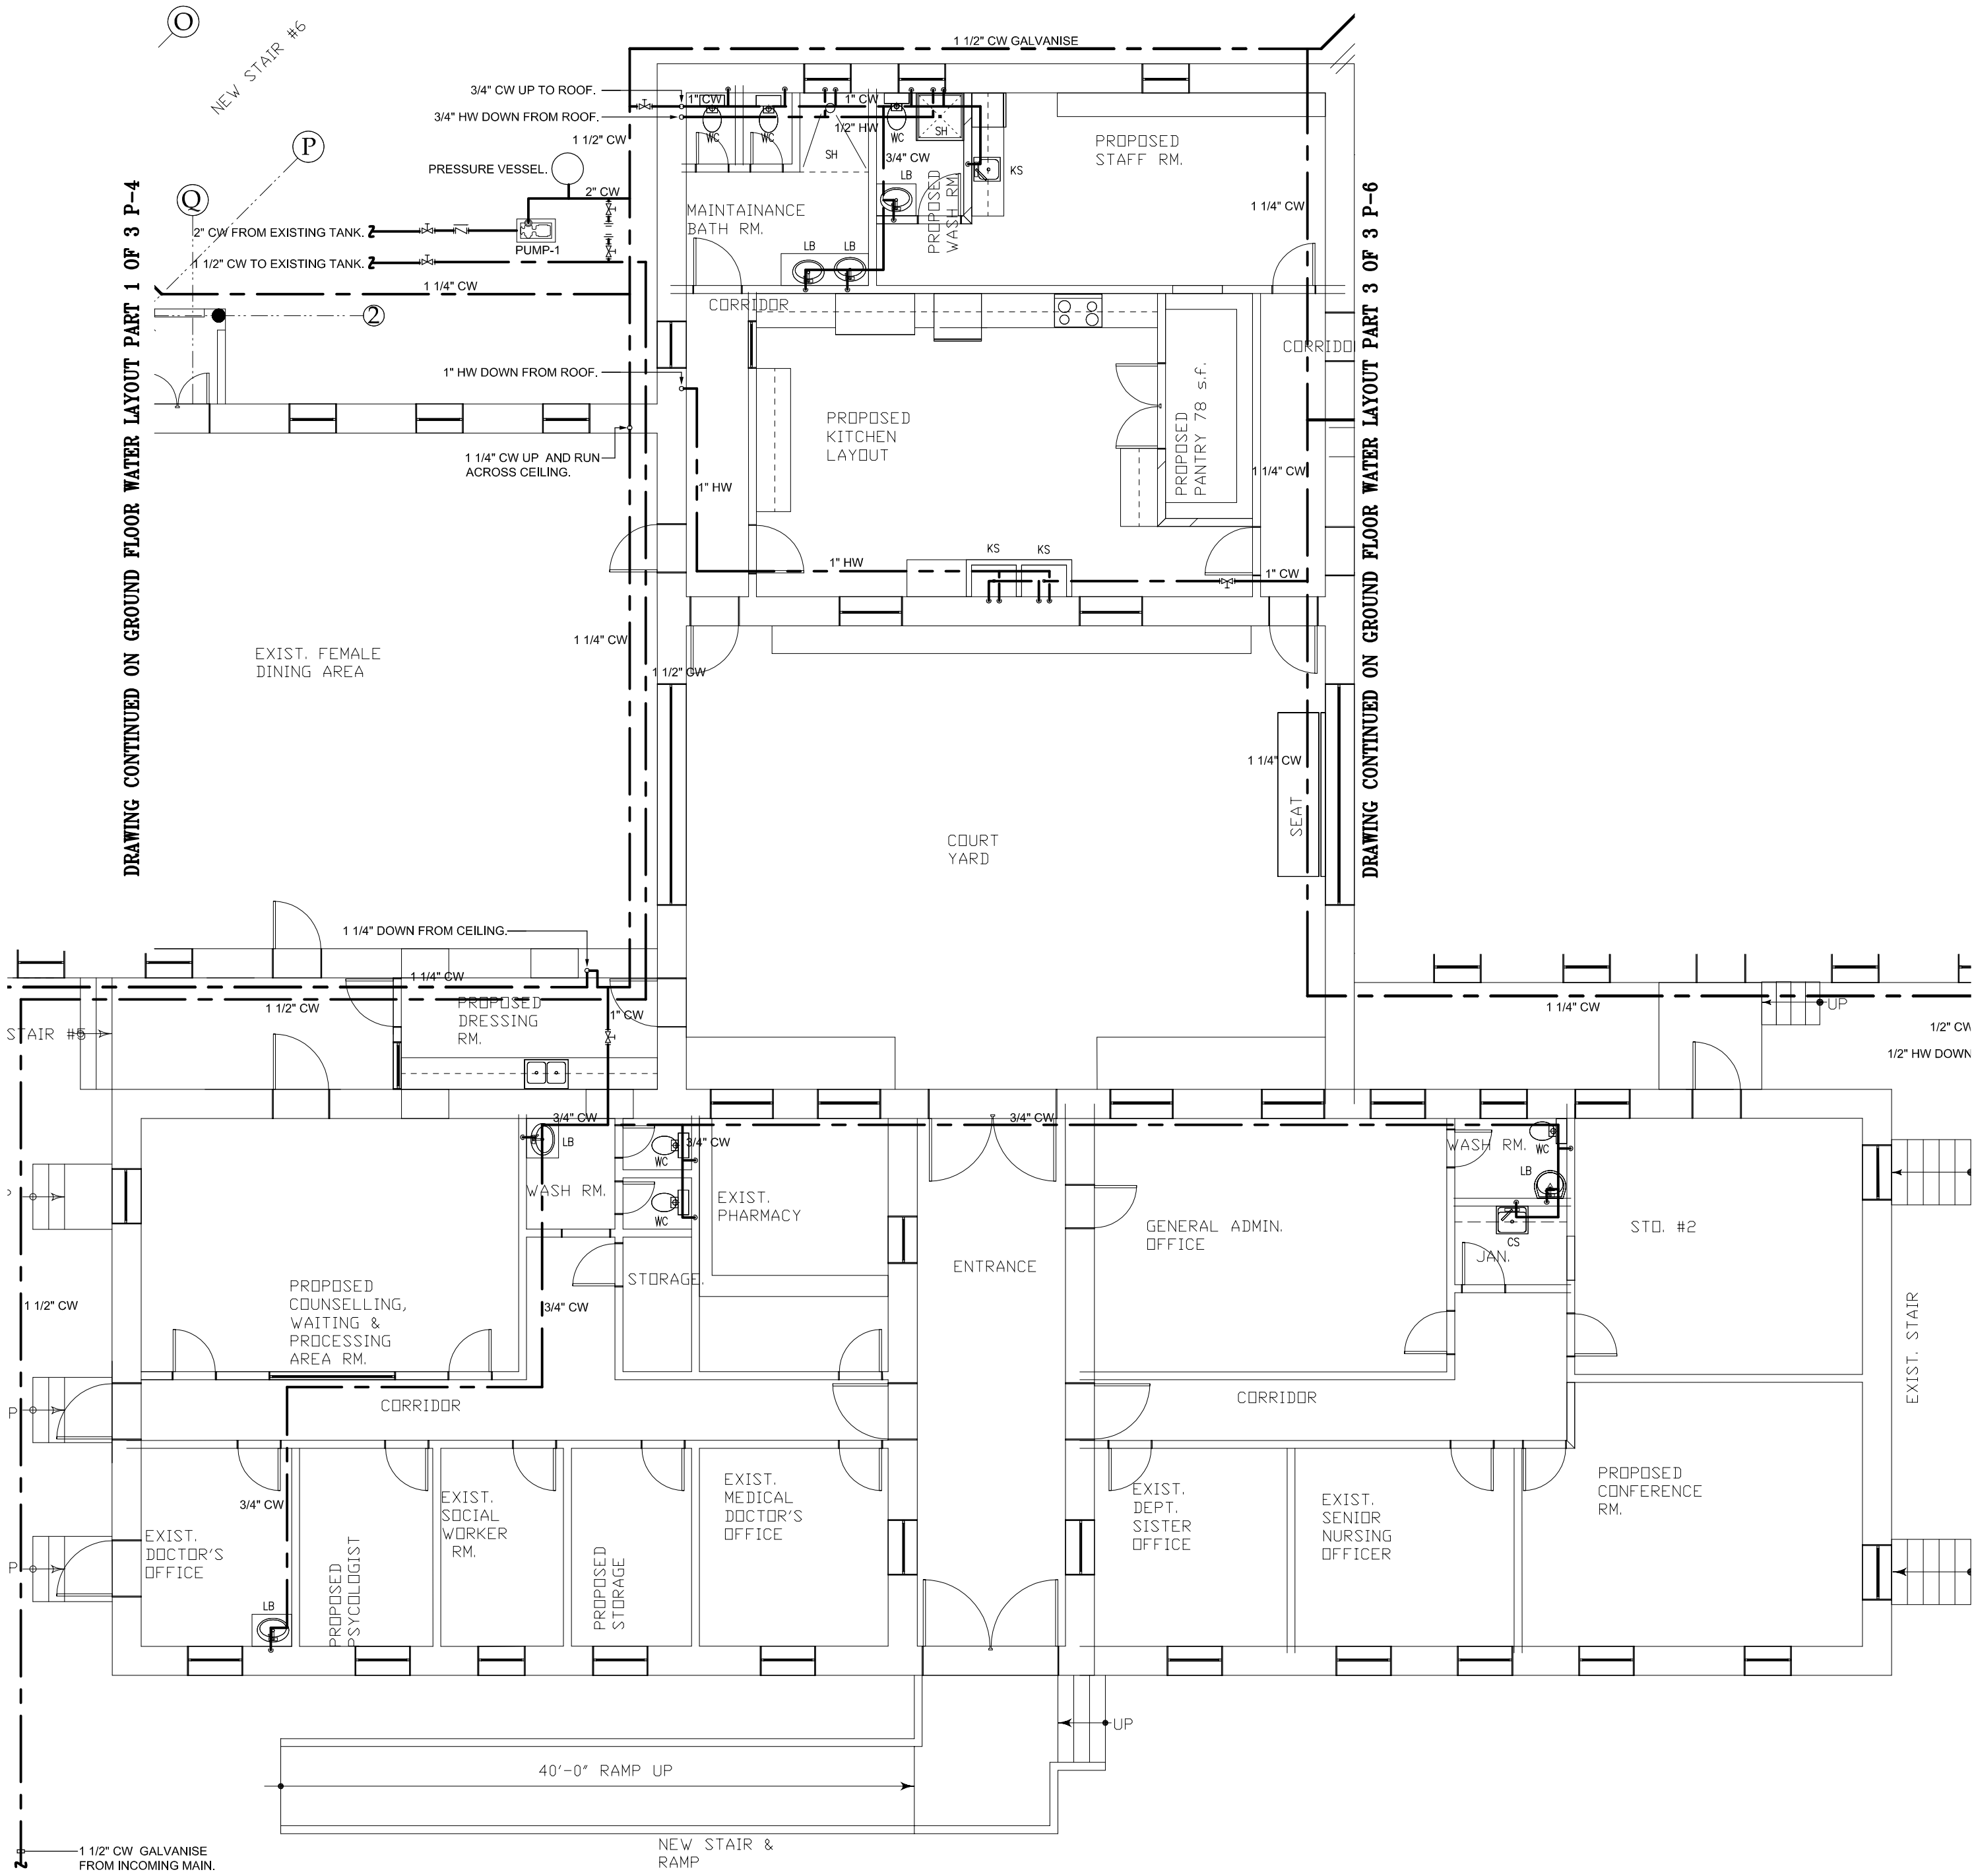 O
NEW STAIR #6
P
Q
2
1 1/2" CW GALVANISE
3/4" CW UP TO ROOF.
3/4" HW DOWN FROM ROOF.
1 1/2" CW
PRESSURE VESSEL.
2" CW
2" CW FROM EXISTING TANK.
PUMP-1
1 1/2" CW TO EXISTING TANK.
1 1/4" CW
DRAWING CONTINUED ON GROUND FLOOR WATER LAYOUT PART 1 OF 3 P-4
1" CW
1" CW
1/2" HW
WC
WC
SH
WC
SH
3/4" CW
LB
KS
PROPOSED
WASH RM.
PROPOSED
STAFF RM.
MAINTAINANCE
BATH RM.
LB
LB
1 1/4" CW
DRAWING CONTINUED ON GROUND FLOOR WATER LAYOUT PART 3 OF 3 P-6
CORRIDOR
CORRIDO
1" HW DOWN FROM ROOF.
1 1/4" CW UP AND RUN
ACROSS CEILING.
1" HW
PROPOSED
KITCHEN
LAYOUT
PROPOSED
PANTRY 78 s.f.
1 1/4" CW
1" HW
KS
KS
1" CW
EXIST. FEMALE
DINING AREA
1 1/4" CW
1 1/2" CW
COURT
YARD
1 1/4" CW
SEAT
1 1/4" DOWN FROM CEILING.
1 1/4" CW
1 1/2" CW
PROPOSED
DRESSING
RM.
1" CW
STAIR #5
1 1/4" CW
UP
1/2" CW
1/2" HW DOWN
3/4" CW
LB
WC
3/4" CW
WC
WASH RM.
EXIST.
PHARMACY
3/4" CW
WASH RM.
WC
LB
CS
JAN.
STO. #2
GENERAL ADMIN.
OFFICE
ENTRANCE
STORAGE.
3/4" CW
PROPOSED
COUNSELLING,
WAITING &
PROCESSING
AREA RM.
1 1/2" CW
EXIST. STAIR
P
CORRIDOR
CORRIDOR
3/4" CW
EXIST.
DOCTOR'S
OFFICE
LB
PROPOSED
PSYCOLOGIST
EXIST.
SOCIAL
WORKER
RM.
PROPOSED
STORAGE
EXIST.
MEDICAL
DOCTOR'S
OFFICE
EXIST.
DEPT.
SISTER
OFFICE
EXIST.
SENIOR
NURSING
OFFICER
PROPOSED
CONFERENCE
RM.
P
UP
40'-0" RAMP UP
NEW STAIR &
RAMP
1 1/2" CW GALVANISE
FROM INCOMING MAIN.